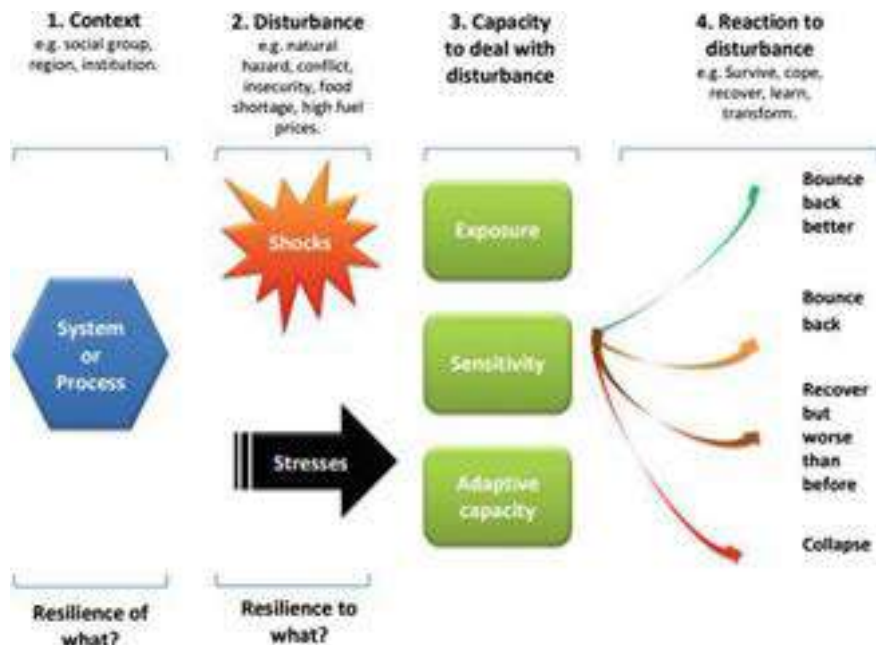 1. Context
e.g. social group,
region, institution.
2. Disturbance
e.g. natural
hazard, conflict,
insecurity, food
shortage, high fuel
prices.
3. Capacity
to deal with
disturbance
4. Reaction to
disturbance
e.g. Survive, cope,
recover, learn,
transform.
System
or
Process
Shocks
Stresses
Exposure
Sensitivity
Adaptive
capacity
Bounce
back
better
Bounce
back
Recover
but
worse
than
before
Collapse
Resilience of
what?
Resilience to
what?